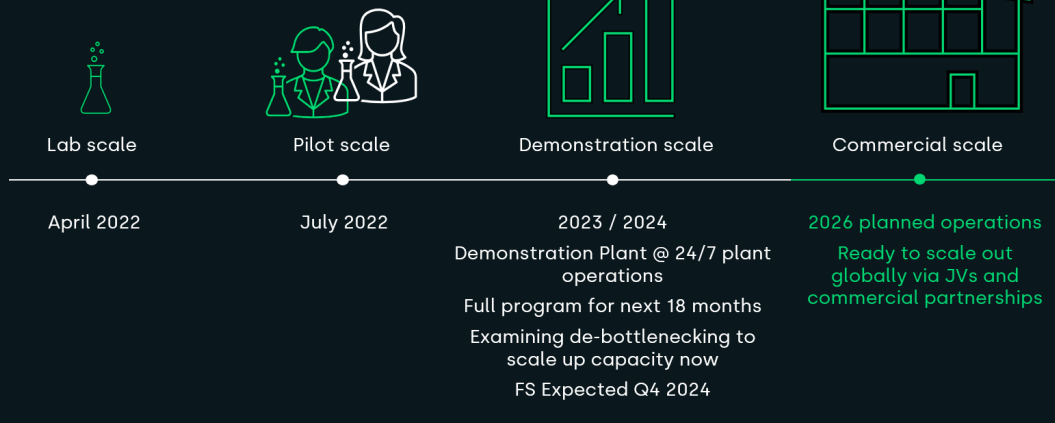 Lab scale
Pilot scale
Demonstration scale
Commercial scale
April 2022
July 2022
2023 / 2024
Demonstration Plant @ 24/7 plant
operations
Full program for next 18 months
Examining de-bottlenecking to
scale up capacity now
FS Expected Q4 2024
2026 planned operations
Ready to scale out
globally via JVs and
commercial partnerships